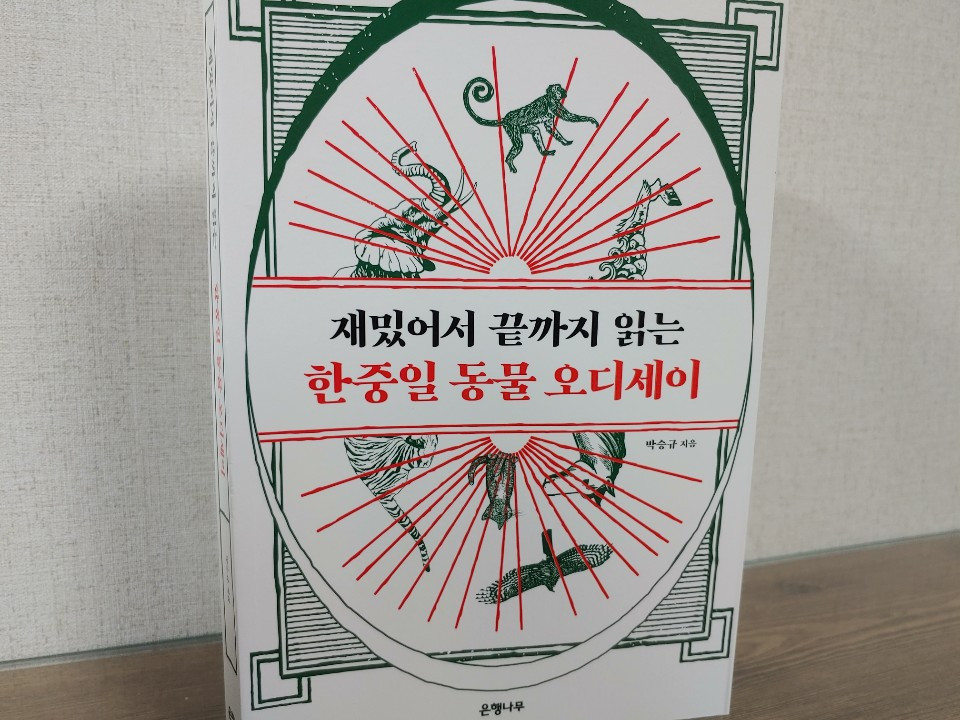 재밌어서 끝까지 읽는
한·중·일 동물 오디세이
박승규 지음
은행나무